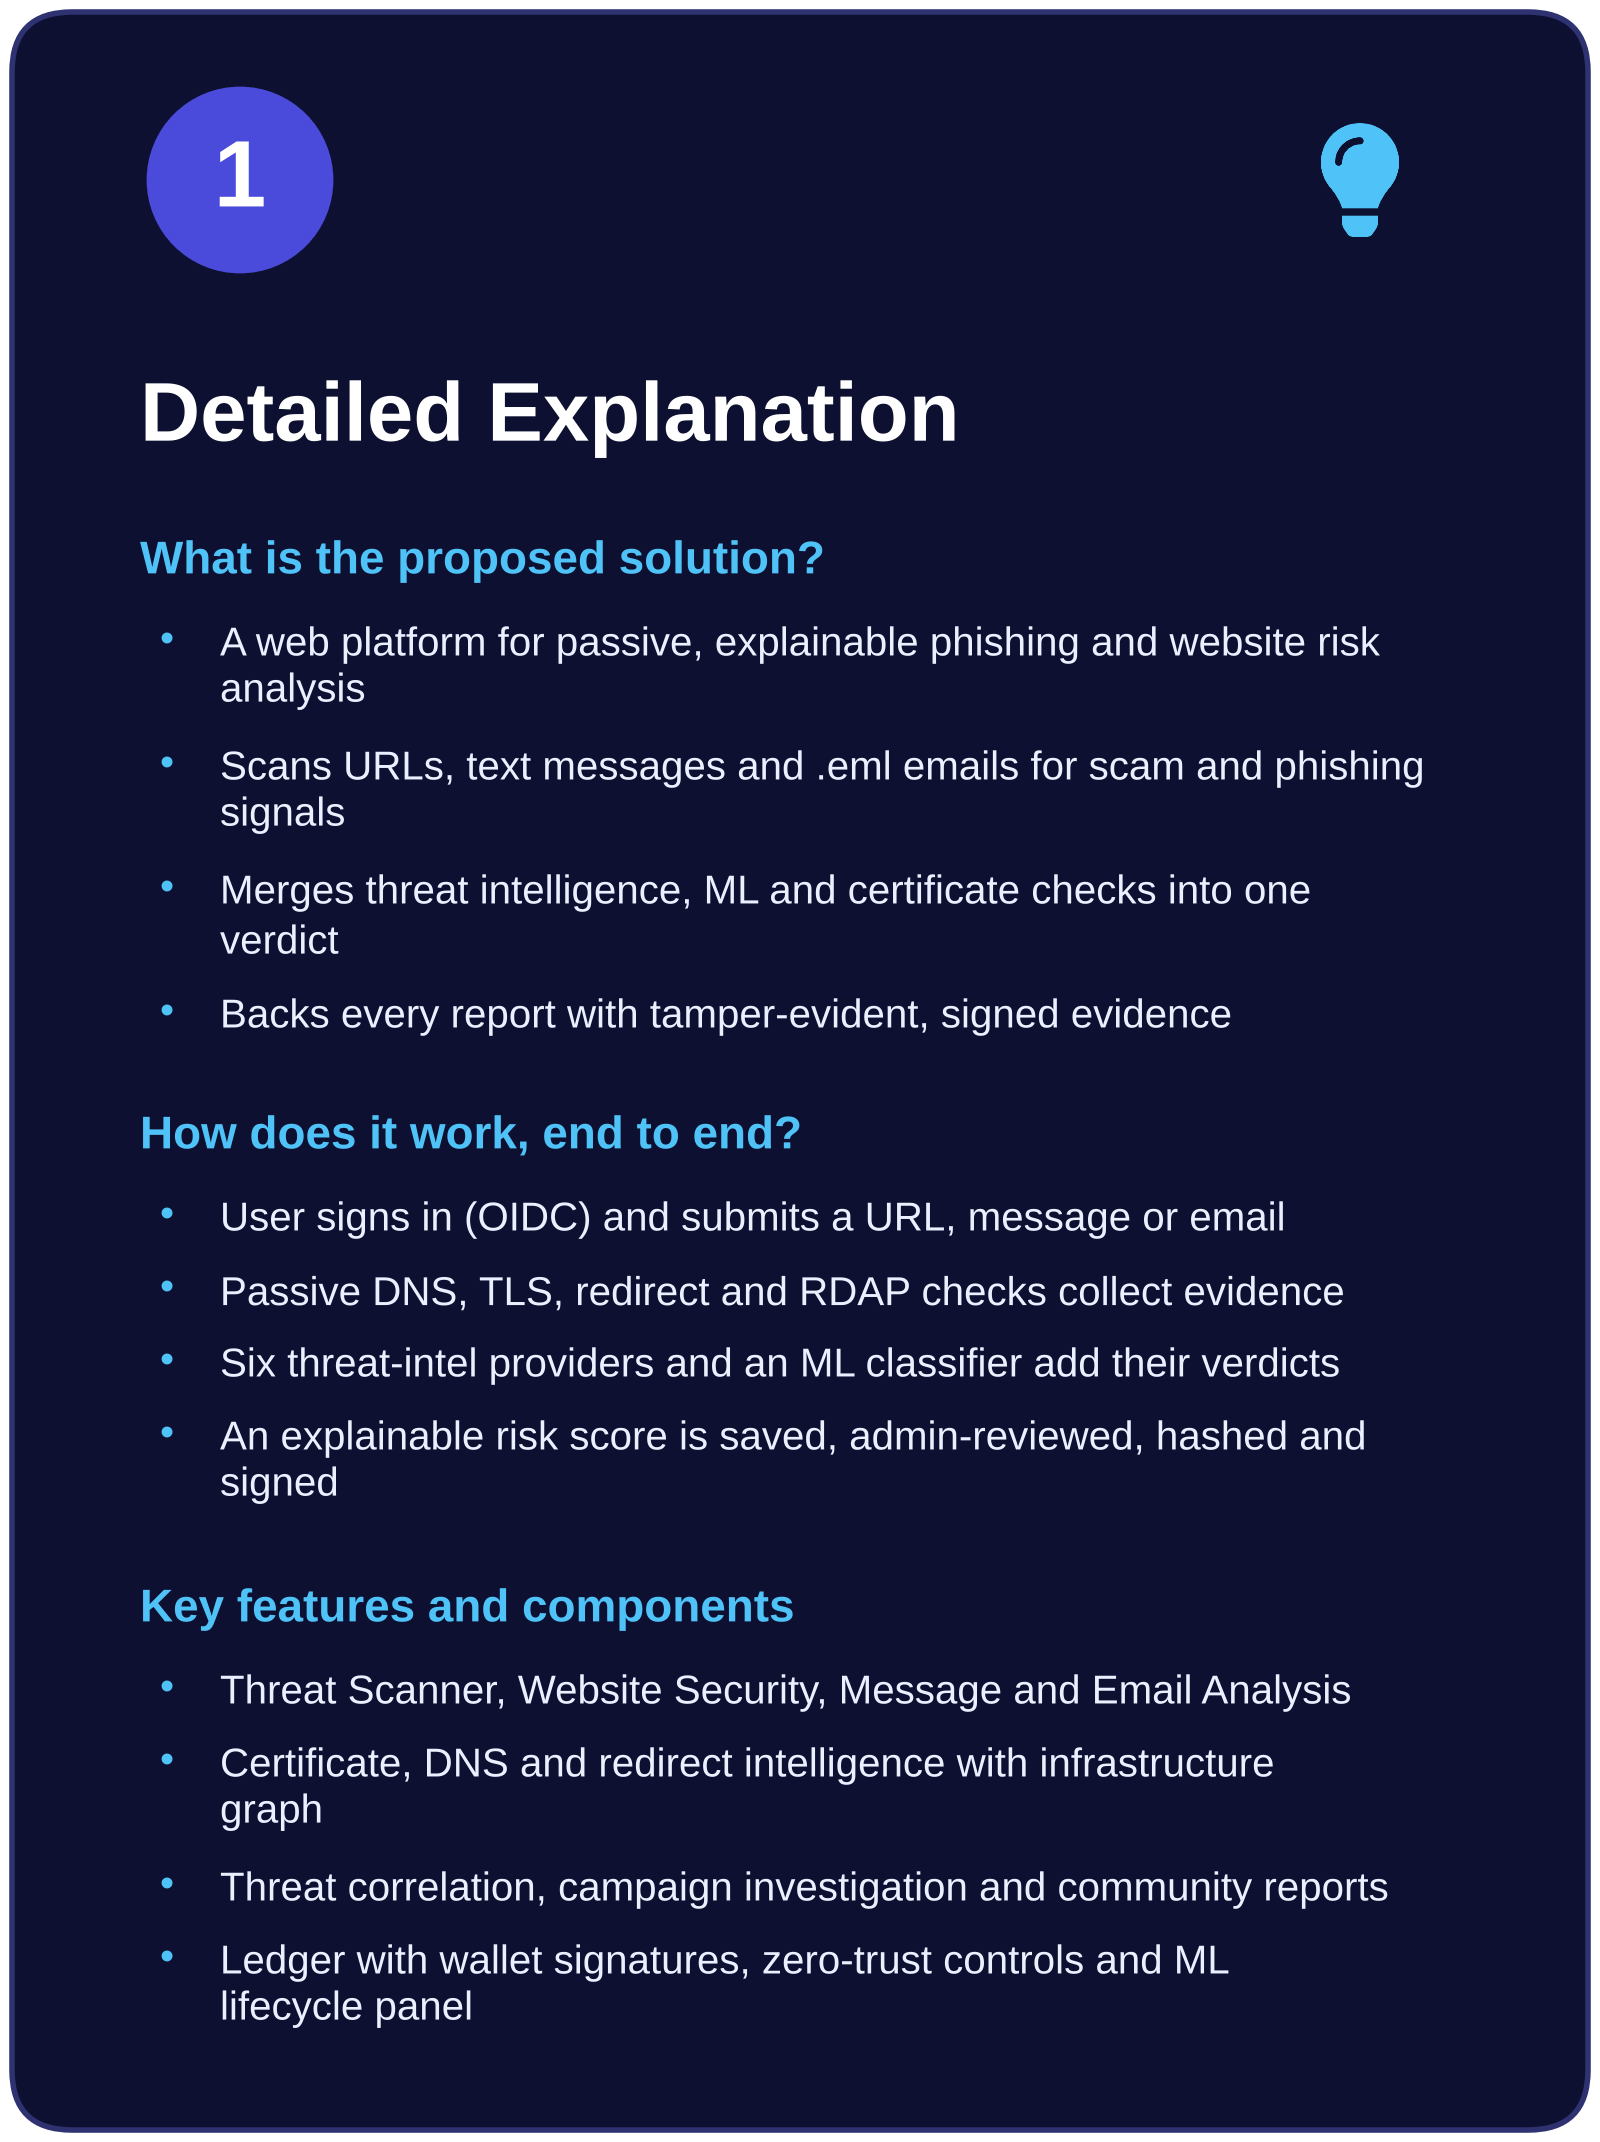 1
Detailed Explanation
What is the proposed solution?
• A web platform for passive, explainable phishing and website risk
analysis
• Scans URLs, text messages and .eml emails for scam and phishing
signals
• Merges threat intelligence, ML and certificate checks into one
verdict
• Backs every report with tamper-evident, signed evidence
How does it work, end to end?
• User signs in (OIDC) and submits a URL, message or email
• Passive DNS, TLS, redirect and RDAP checks collect evidence
• Six threat-intel providers and an ML classifier add their verdicts
• An explainable risk score is saved, admin-reviewed, hashed and
signed
Key features and components
• Threat Scanner, Website Security, Message and Email Analysis
• Certificate, DNS and redirect intelligence with infrastructure
graph
• Threat correlation, campaign investigation and community reports
• Ledger with wallet signatures, zero-trust controls and ML
lifecycle panel